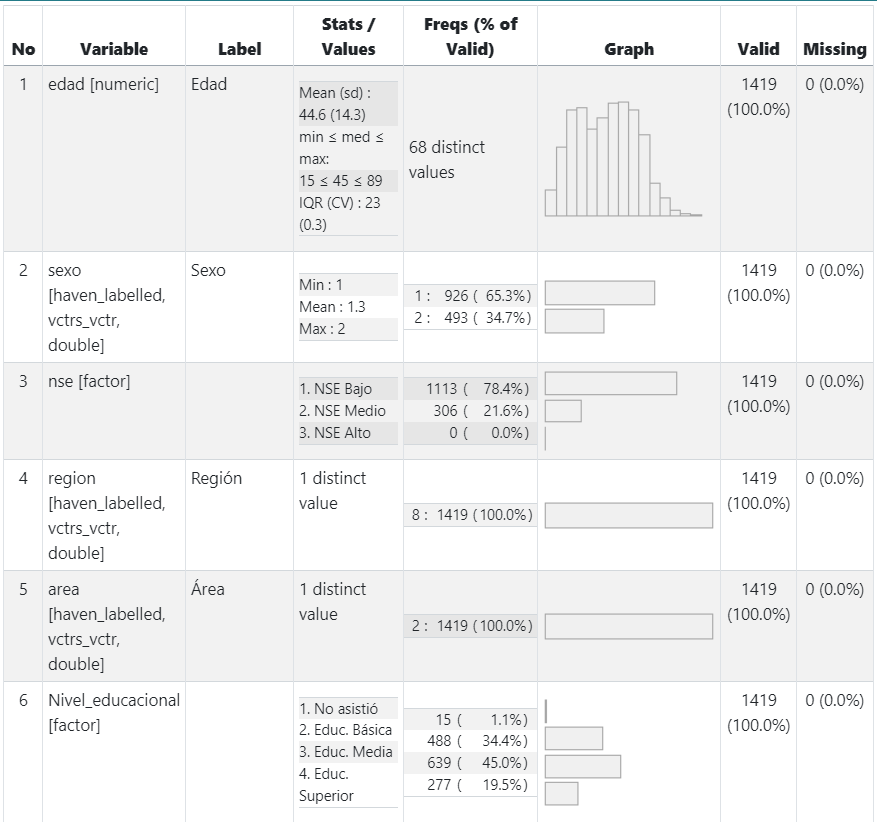 No Variable Label Stats / Values Freqs (% of Valid) Graph Valid Missing
1 edad [numeric] Edad
Mean (sd) :
44.6 (14.3)
min ≤ med ≤
max:
15 ≤ 45 ≤ 89
IQR (CV) : 23
(0.3)
68 distinct
values
1419
(100.0%)
0 (0.0%)
2 sexo
[haven_labelled,
vctrs_vctr,
double]
Sexo
Min : 1
Mean : 1.3
Max : 2
1 : 926 ( 65.3%)
2 : 493 ( 34.7%)
1419
(100.0%)
0 (0.0%)
3 nse [factor]
1. NSE Bajo
2. NSE Medio
3. NSE Alto
1113 ( 78.4%)
306 ( 21.6%)
0 ( 0.0%)
1419
(100.0%)
0 (0.0%)
4 region
[haven_labelled,
vctrs_vctr,
double]
Región
1 distinct
value
8 : 1419 (100.0%)
1419
(100.0%)
0 (0.0%)
5 area
[haven_labelled,
vctrs_vctr,
double]
Área
1 distinct
value
2 : 1419 (100.0%)
1419
(100.0%)
0 (0.0%)
6 Nivel_educacional
[factor]
1. No asistió
2. Educ. Básica
3. Educ. Media
4. Educ.
Superior
15 ( 1.1%)
488 ( 34.4%)
639 ( 45.0%)
277 ( 19.5%)
1419
(100.0%)
0 (0.0%)